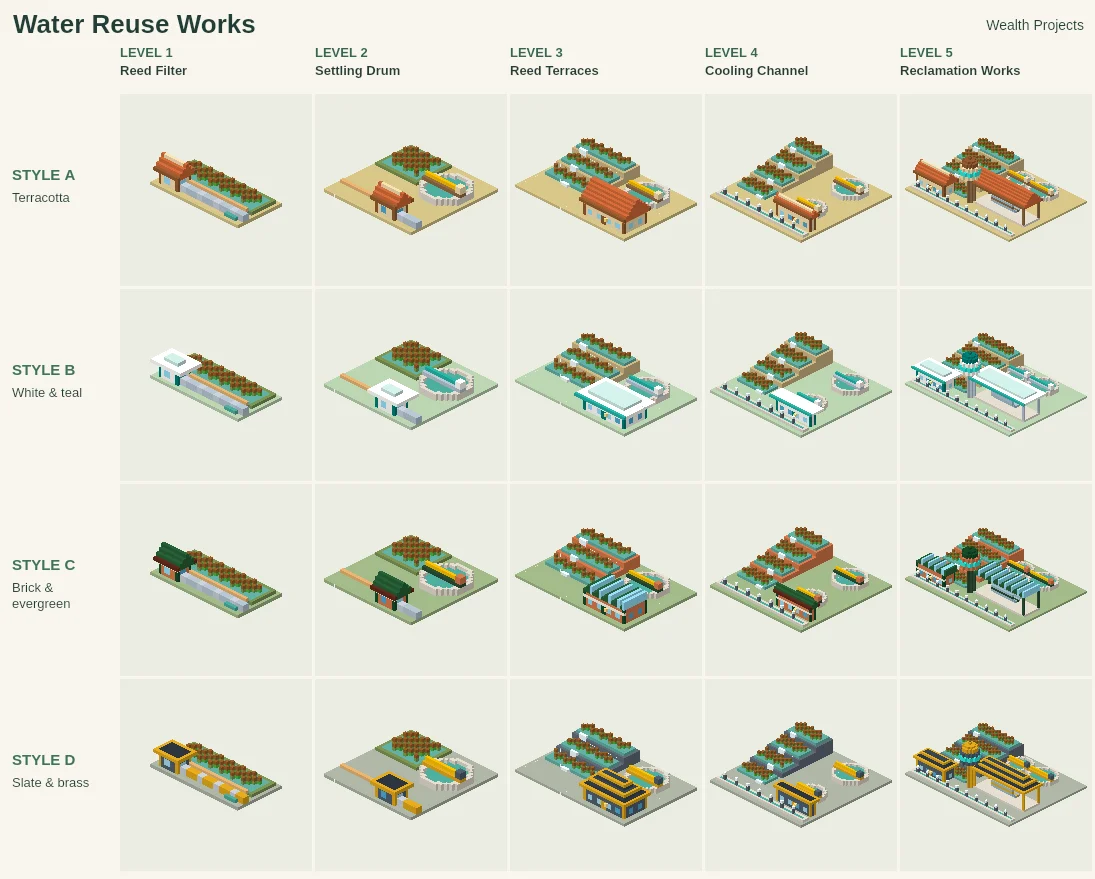 Water Reuse Works
Wealth Projects
LEVEL 1
Reed Filter
LEVEL 2
Settling Drum
LEVEL 3
Reed Terraces
LEVEL 4
Cooling Channel
LEVEL 5
Reclamation Works
STYLE A
Terracotta
STYLE B
White & teal
STYLE C
Brick &
evergreen
STYLE D
Slate & brass